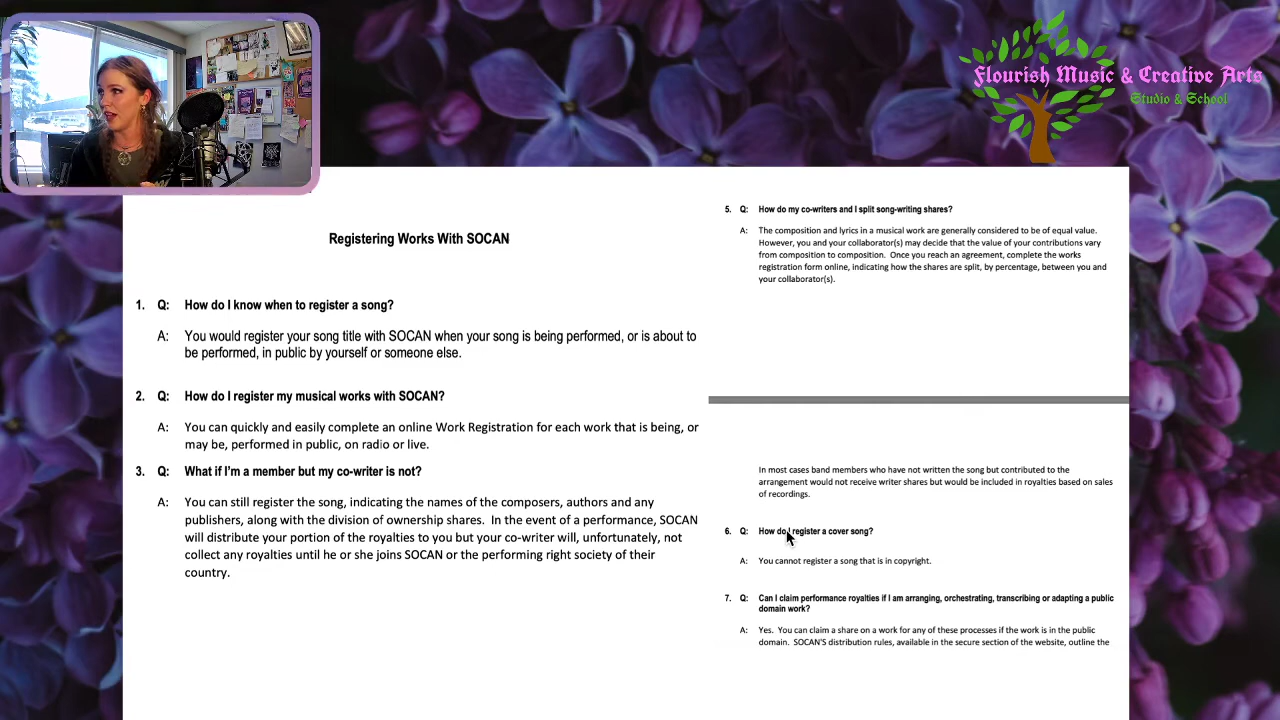 Flourish Music & Creative Arts
Studio & School
Registering Works With SOCAN
1. Q: How do I know when to register a song?
A: You would register your song title with SOCAN when your song is being performed, or is about to
be performed, in public by yourself or someone else.
2. Q: How do I register my musical works with SOCAN?
A: You can quickly and easily complete an online Work Registration for each work that is being, or
may be, performed in public, on radio or live.
3. Q: What if I'm a member but my co-writer is not?
A: You can still register the song, indicating the names of the composers, authors and any
publishers, along with the division of ownership shares. In the event of a performance, SOCAN
will distribute your portion of the royalties to you but your co-writer will, unfortunately, not
collect any royalties until he or she joins SOCAN or the performing right society of their
country.
5. Q: How do my co-writers and I split song-writing shares?
A: The composition and lyrics in a musical work are generally considered to be of equal value.
However, you and your collaborator(s) may decide that the value of your contributions vary
from composition to composition. Once you reach an agreement, complete the works
registration form online, indicating how the shares are split, by percentage, between you and
your collaborator(s).
In most cases band members who have not written the song but contributed to the
arrangement would not receive writer shares but would be included in royalties based on sales
of recordings.
6. Q: How do I register a cover song?
A: You cannot register a song that is in copyright.
7. Q: Can I claim performance royalties if I am arranging, orchestrating, transcribing or adapting a public
domain work?
A: Yes. You can claim a share on a work for any of these processes if the work is in the public
domain. SOCAN'S distribution rules, available in the secure section of the website, outline the